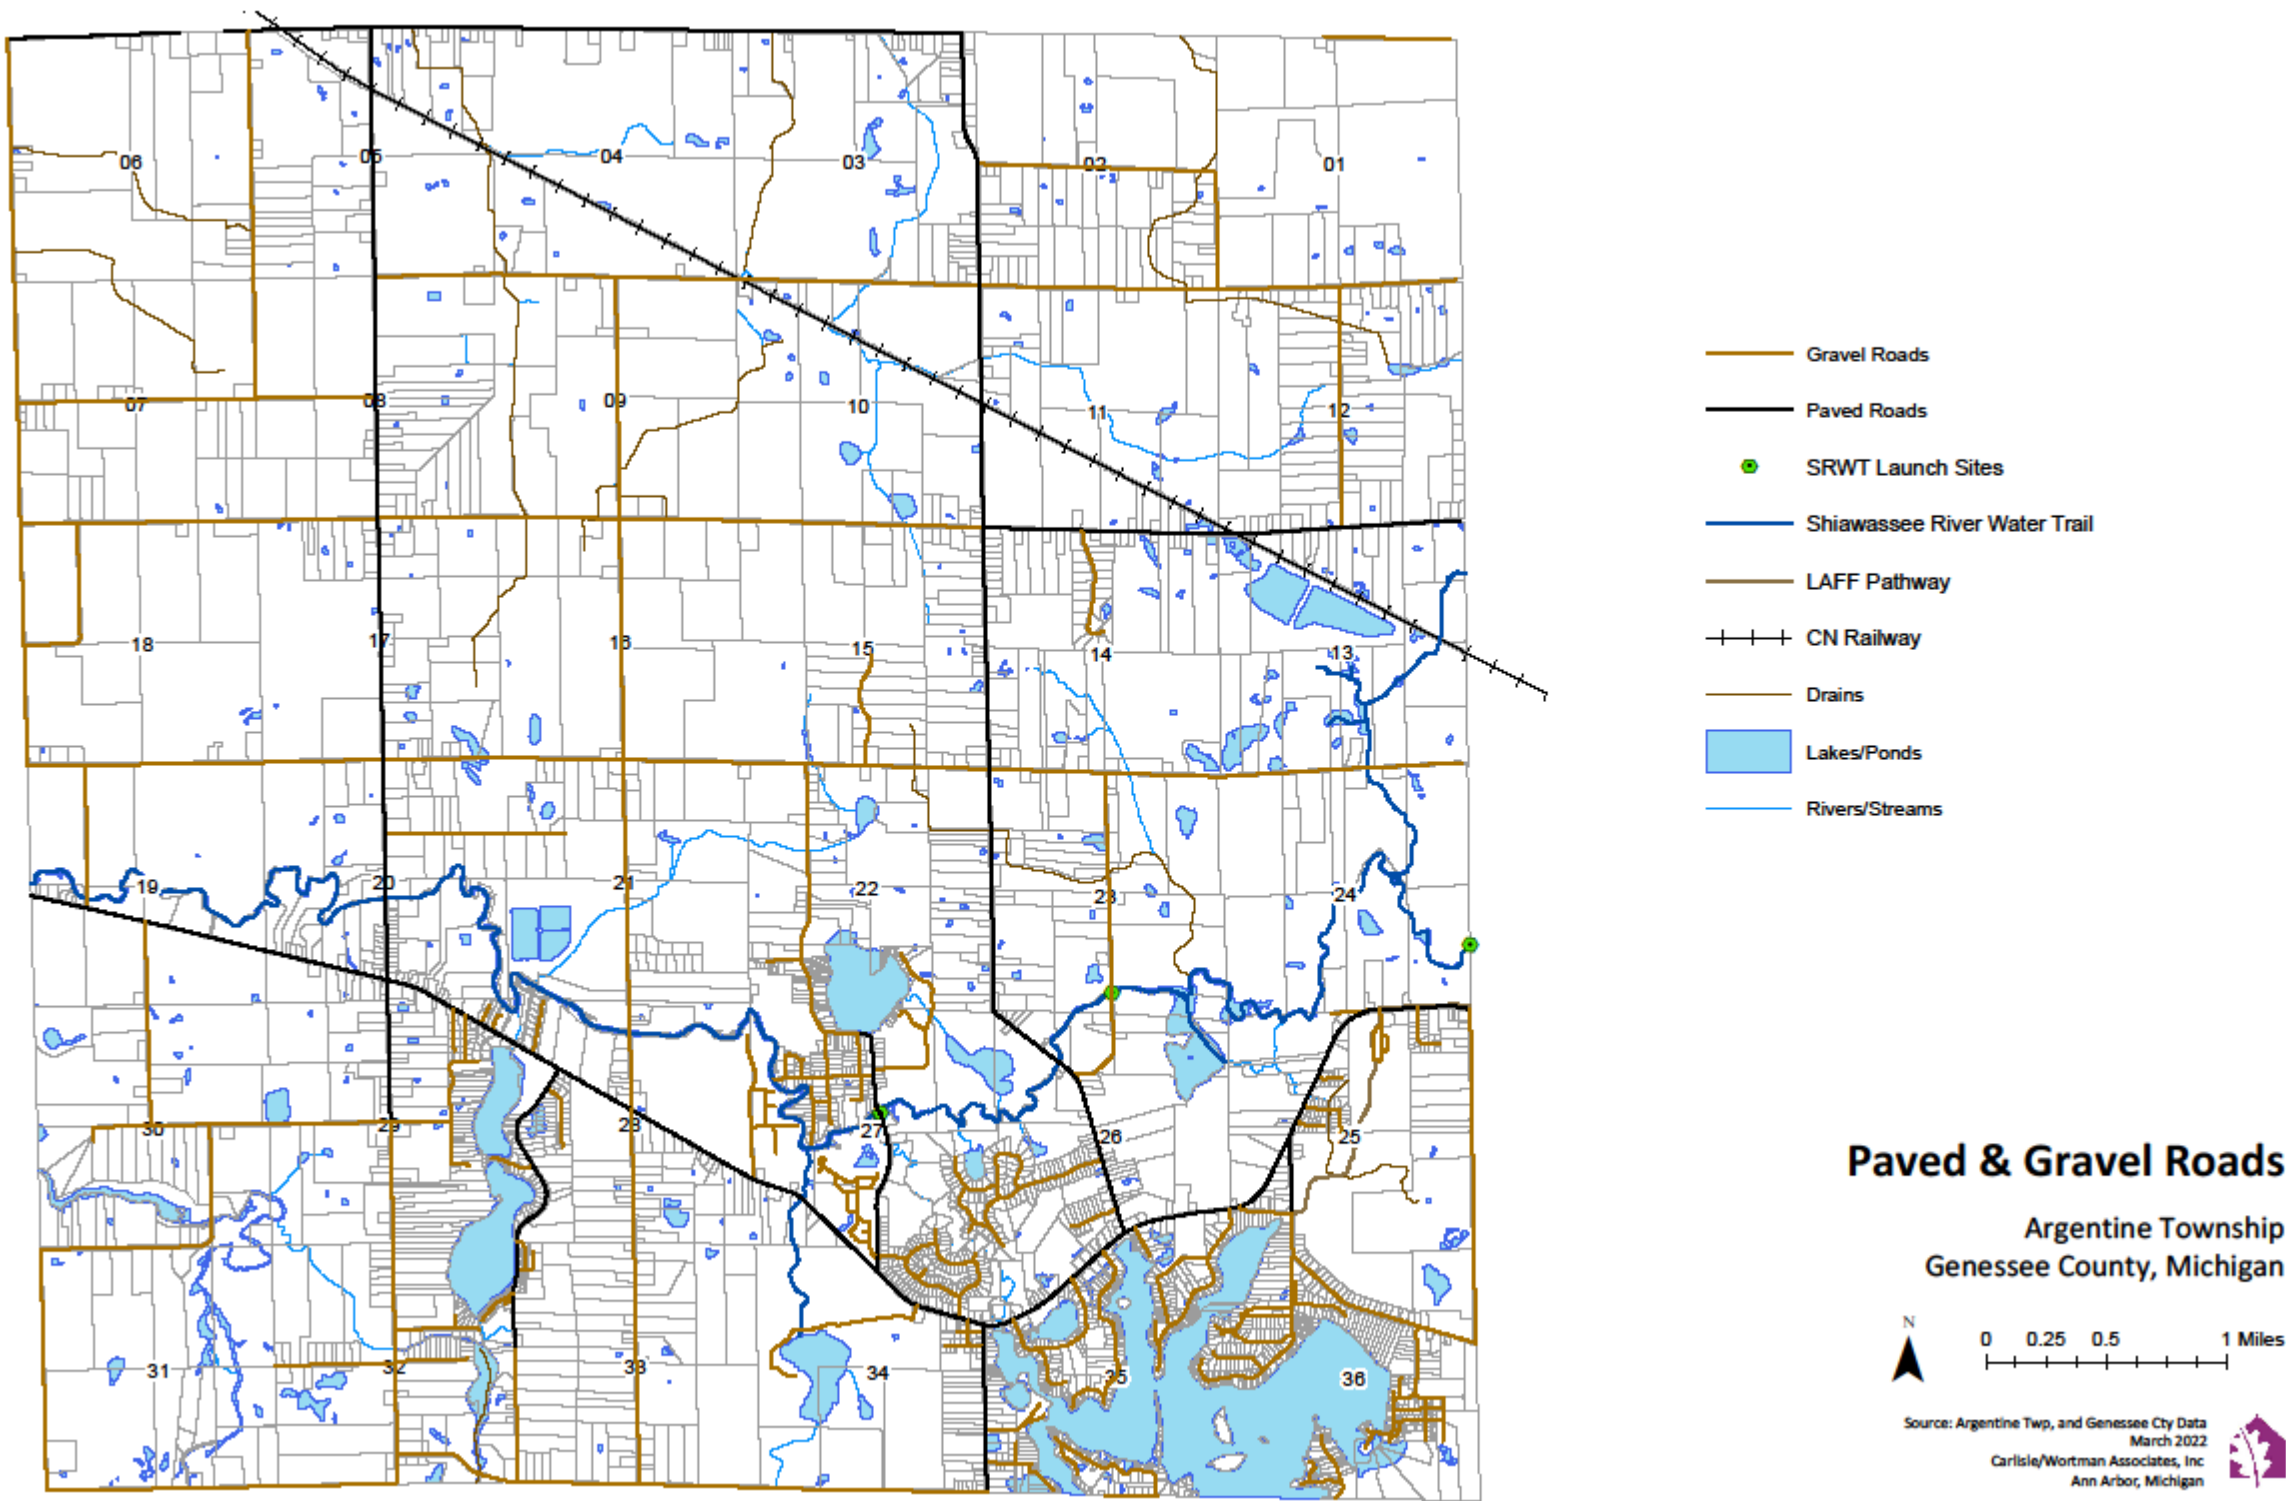 06
05
04
03
02
01
07
08
09
10
11
12
18
17
16
15
14
13
19
20
21
22
23
24
30
29
28
27
26
25
31
32
33
34
35
36
Gravel Roads
Paved Roads
SRWT Launch Sites
Shiawassee River Water Trail
LAFF Pathway
CN Railway
Drains
Lakes/Ponds
Rivers/Streams
Paved & Gravel Roads
Argentine Township
Genessee County, Michigan
N
0 0.25 0.5 1 Miles
Source: Argentine Twp, and Genessee Cty Data
March 2022
Carlisle/Wortman Associates, Inc
Ann Arbor, Michigan